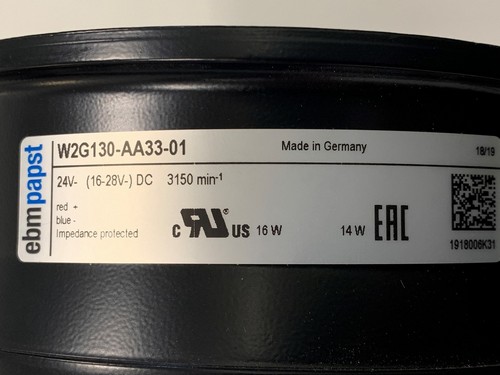 ebmpapst
W2G130-AA33-01 Made in Germany 18/19
24V- (16-28V-) DC 3150 min-¹
red +
blue -
Impedance protected
c RU® US 16 W 14 W EAC
1918006K31